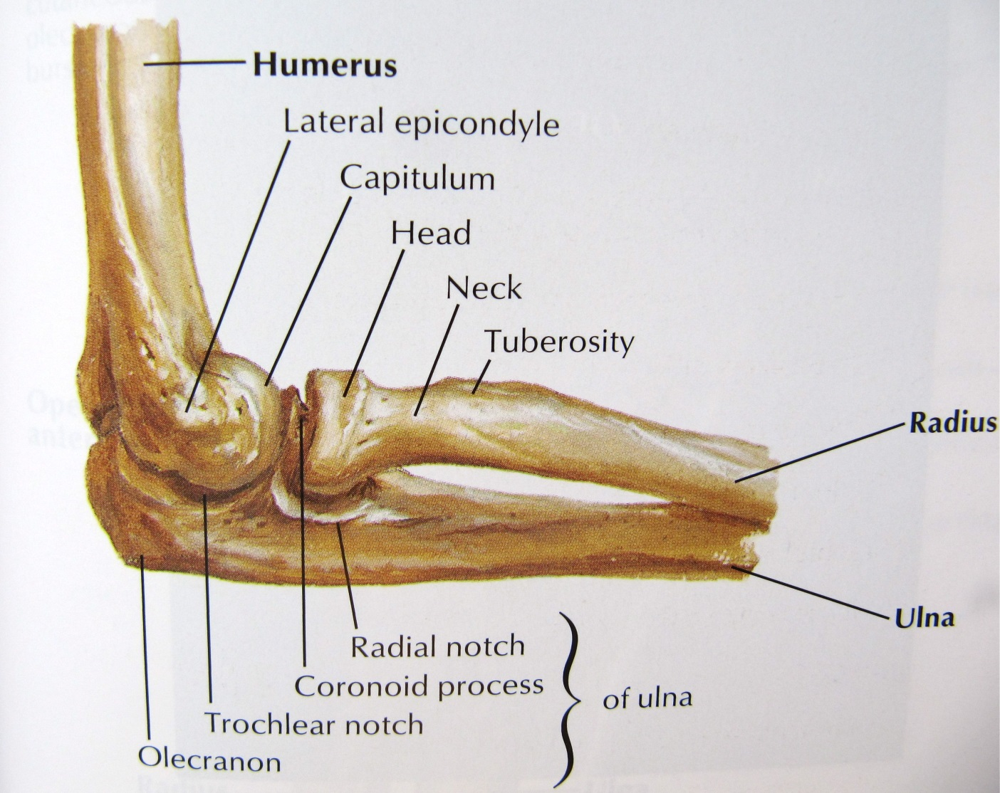 Humerus
Lateral epicondyle
Capitulum
Head
Neck
Tuberosity
Radius
Ulna
Radial notch
Coronoid process
of ulna
Trochlear notch
Olecranon